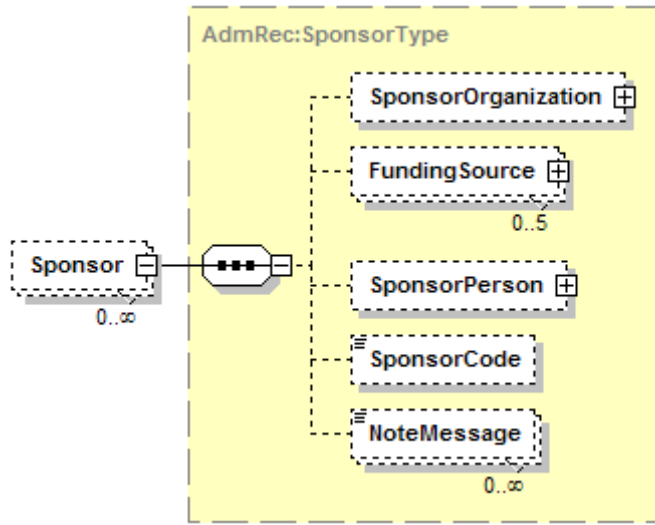 AdmRec:SponsorType
SponsorOrganization
FundingSource
0..5
Sponsor
0..∞
SponsorPerson
SponsorCode
NoteMessage
0..∞